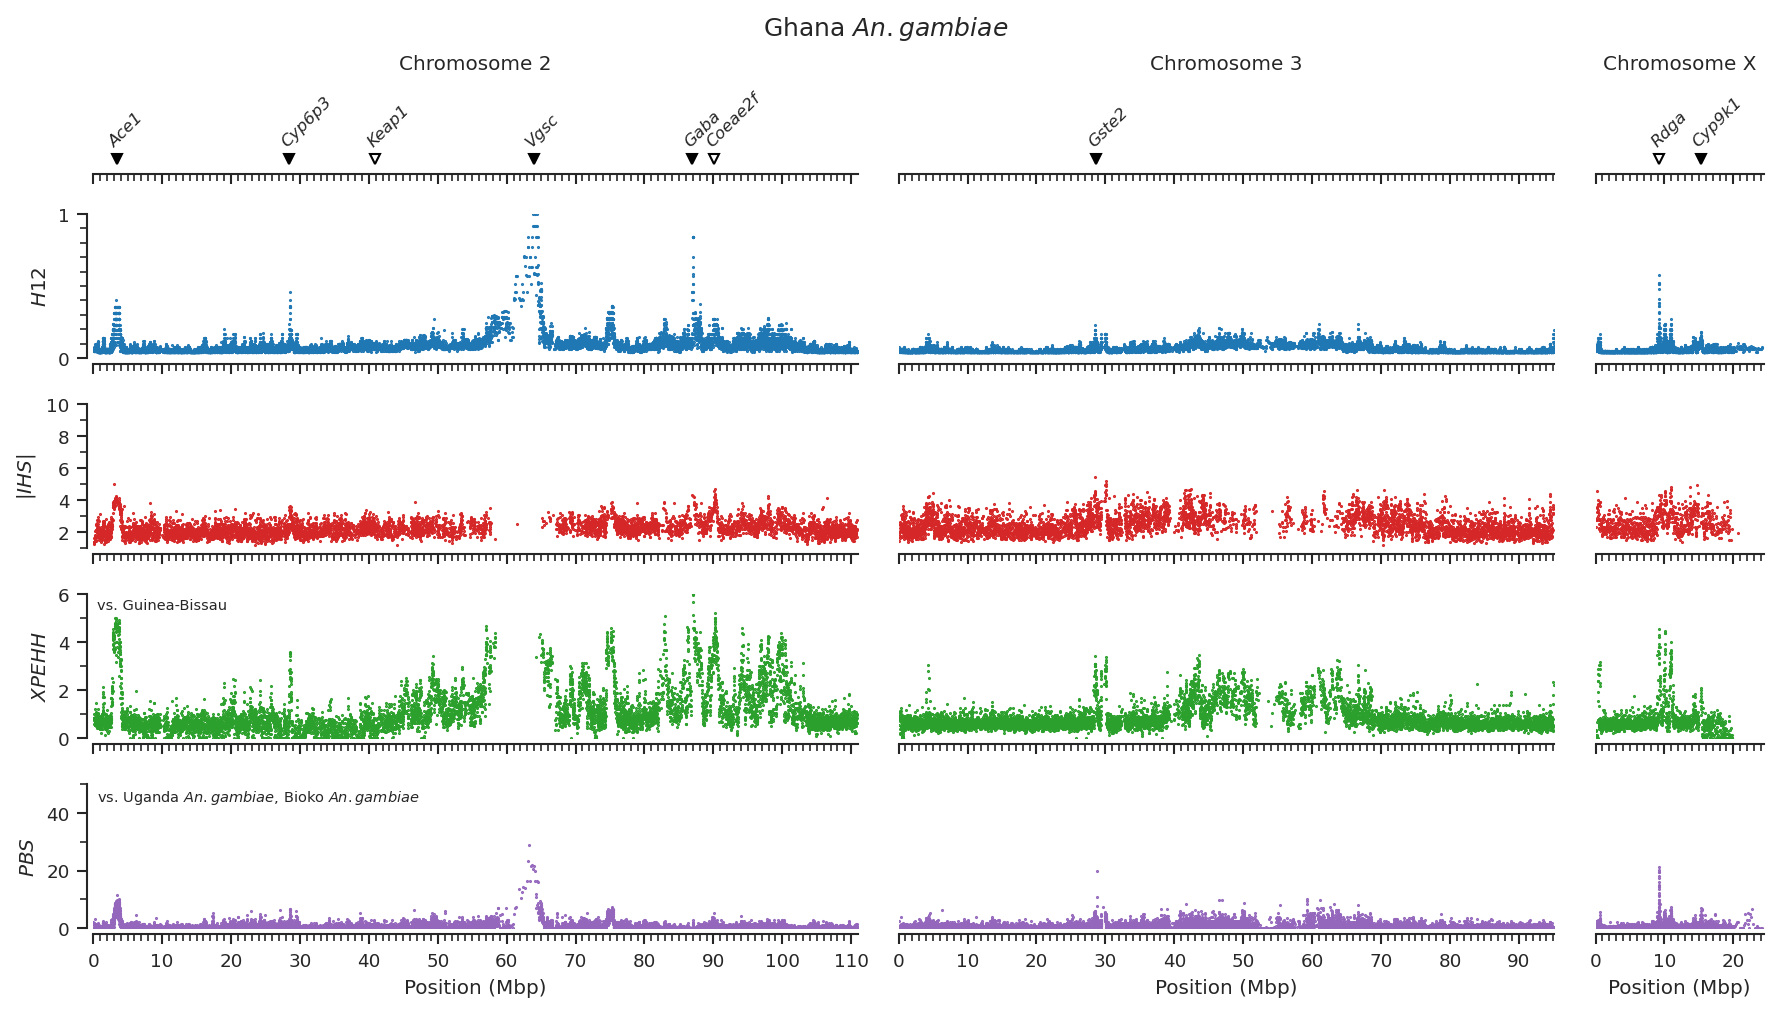 Ghana An. gambiae
Chromosome 2 Chromosome 3 Chromosome X
Ace1 Cyp6p3 Keap1 Vgsc Gaba Coeae2f Gste2 Rdga Cyp9k1
1
H12
0
10
8
6
|IHS|
4
2
6
vs. Guinea-Bissau
4
XPEHH
2
0
vs. Uganda An. gambiae, Bioko An. gambiae
40
PBS
20
0
0 10 20 30 40 50 60 70 80 90 100 110 0 10 20 30 40 50 60 70 80 90 0 10 20
Position (Mbp) Position (Mbp) Position (Mbp)